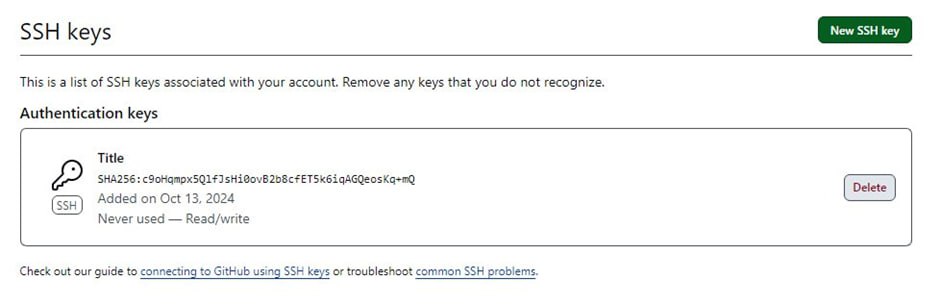 SSH keys
New SSH key
This is a list of SSH keys associated with your account. Remove any keys that you do not recognize.
Authentication keys
Title
SHA256:c9oHqmpx5QlfJsHi0ovB2b8cfET5k6iqAGQeosKq+mQ
Added on Oct 13, 2024
Never used — Read/write
SSH
Delete
Check out our guide to connecting to GitHub using SSH keys or troubleshoot common SSH problems.